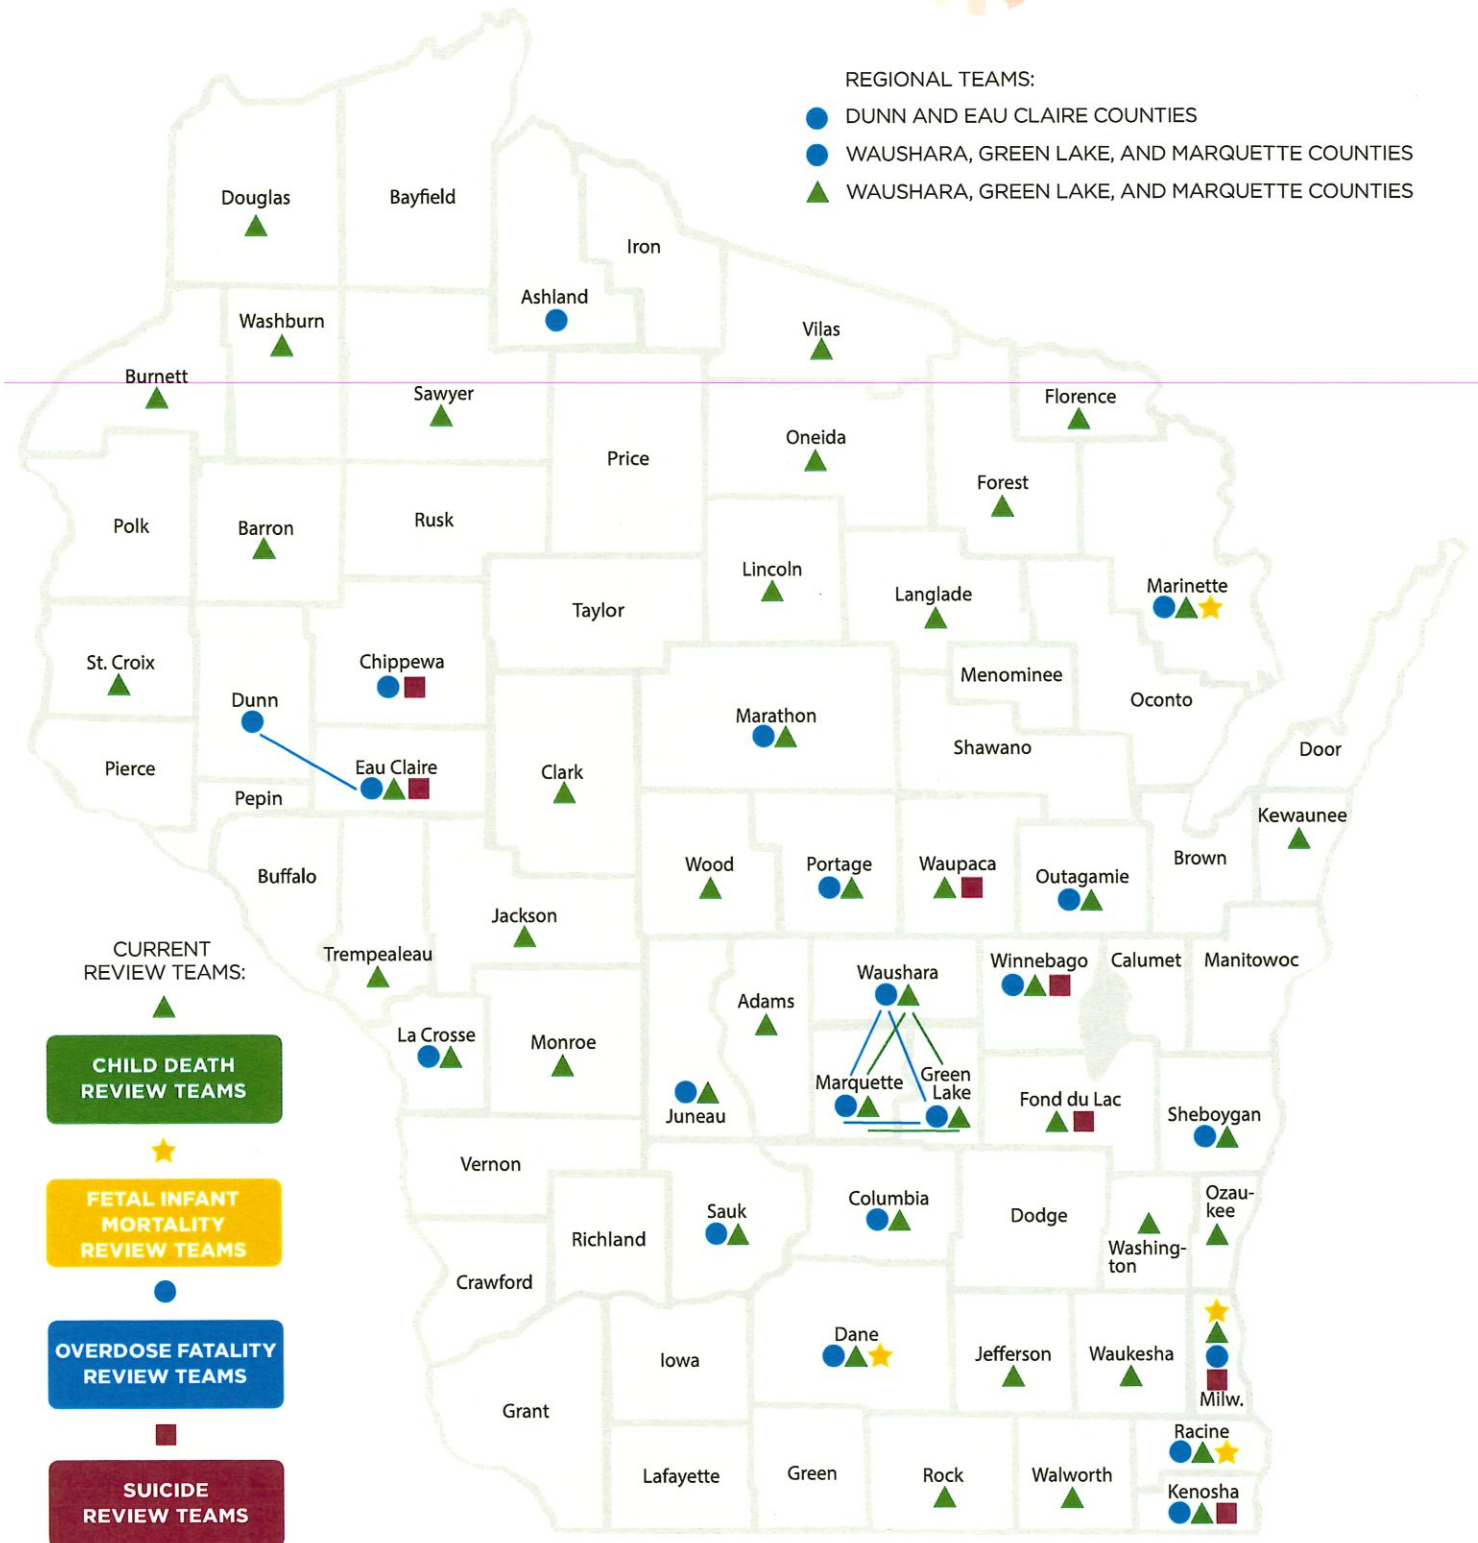 REGIONAL TEAMS:
DUNN AND EAU CLAIRE COUNTIES
WAUSHARA, GREEN LAKE, AND MARQUETTE COUNTIES
WAUSHARA, GREEN LAKE, AND MARQUETTE COUNTIES
Douglas
Bayfield
Iron
Ashland
Washburn
Vilas
Burnett
Sawyer
Florence
Oneida
Price
Forest
Polk
Barron
Rusk
Lincoln
Langlade
Marinette
Taylor
St. Croix
Chippewa
Menominee
Dunn
Oconto
Marathon
Shawano
Door
Pierce
Eau Claire
Clark
Pepin
Kewaunee
Buffalo
Wood
Portage
Waupaca
Outagamie
Brown
Jackson
Trempealeau
Waushara
Winnebago
Calumet
Manitowoc
Adams
La Crosse
Monroe
Marquette
Green
Lake
Juneau
Fond du Lac
Sheboygan
Vernon
Sauk
Columbia
Dodge
Ozau-
kee
Richland
Washing-
ton
Crawford
Dane
Iowa
Jefferson
Waukesha
Milw.
Grant
Racine
Lafayette
Green
Rock
Walworth
Kenosha
CURRENT
REVIEW TEAMS:
CHILD DEATH
REVIEW TEAMS
FETAL INFANT
MORTALITY
REVIEW TEAMS
OVERDOSE FATALITY
REVIEW TEAMS
SUICIDE
REVIEW TEAMS